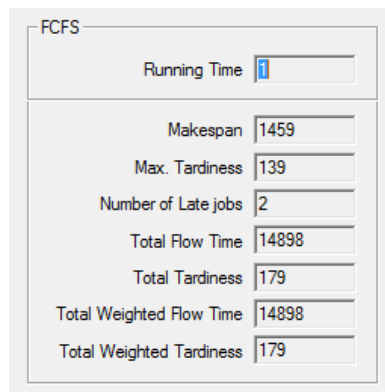 FCFS
Running Time 1
Makespan 1459
Max. Tardiness 139
Number of Late jobs 2
Total Flow Time 14898
Total Tardiness 179
Total Weighted Flow Time 14898
Total Weighted Tardiness 179